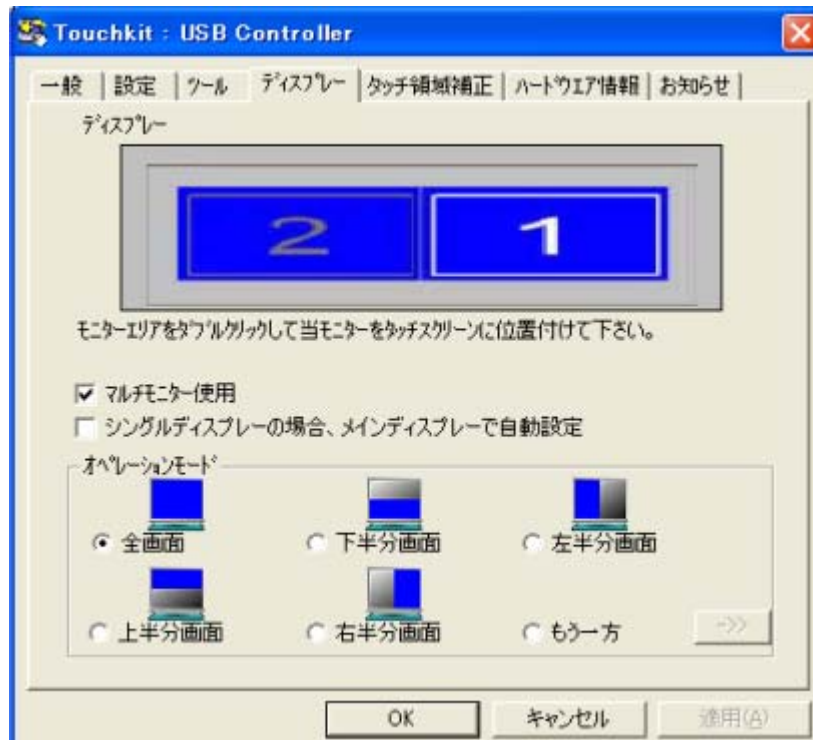 Touchkit : USB Controller
一般 設定 ツール ディスプレー タッチ領域補正 ハードウエア情報 お知らせ
ディスプレー
2 1
モニターエリアをダブルクリックして当モニターをタッチスクリーンに位置付けて下さい。
マルチモニター使用
シングルディスプレーの場合、メインディスプレーで自動設定
オペレーションモード
全画面 下半分画面 左半分画面
上半分画面 右半分画面 もう一方 ->>
OK キャンセル 適用(A)